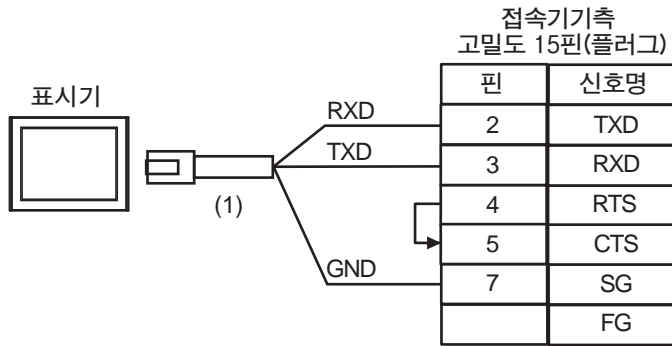 접속기기측
고밀도 15핀(플러그)
표시기
핀 신호명
RXD 2 TXD
TXD 3 RXD
(1) 4 RTS
5 CTS
GND 7 SG
FG